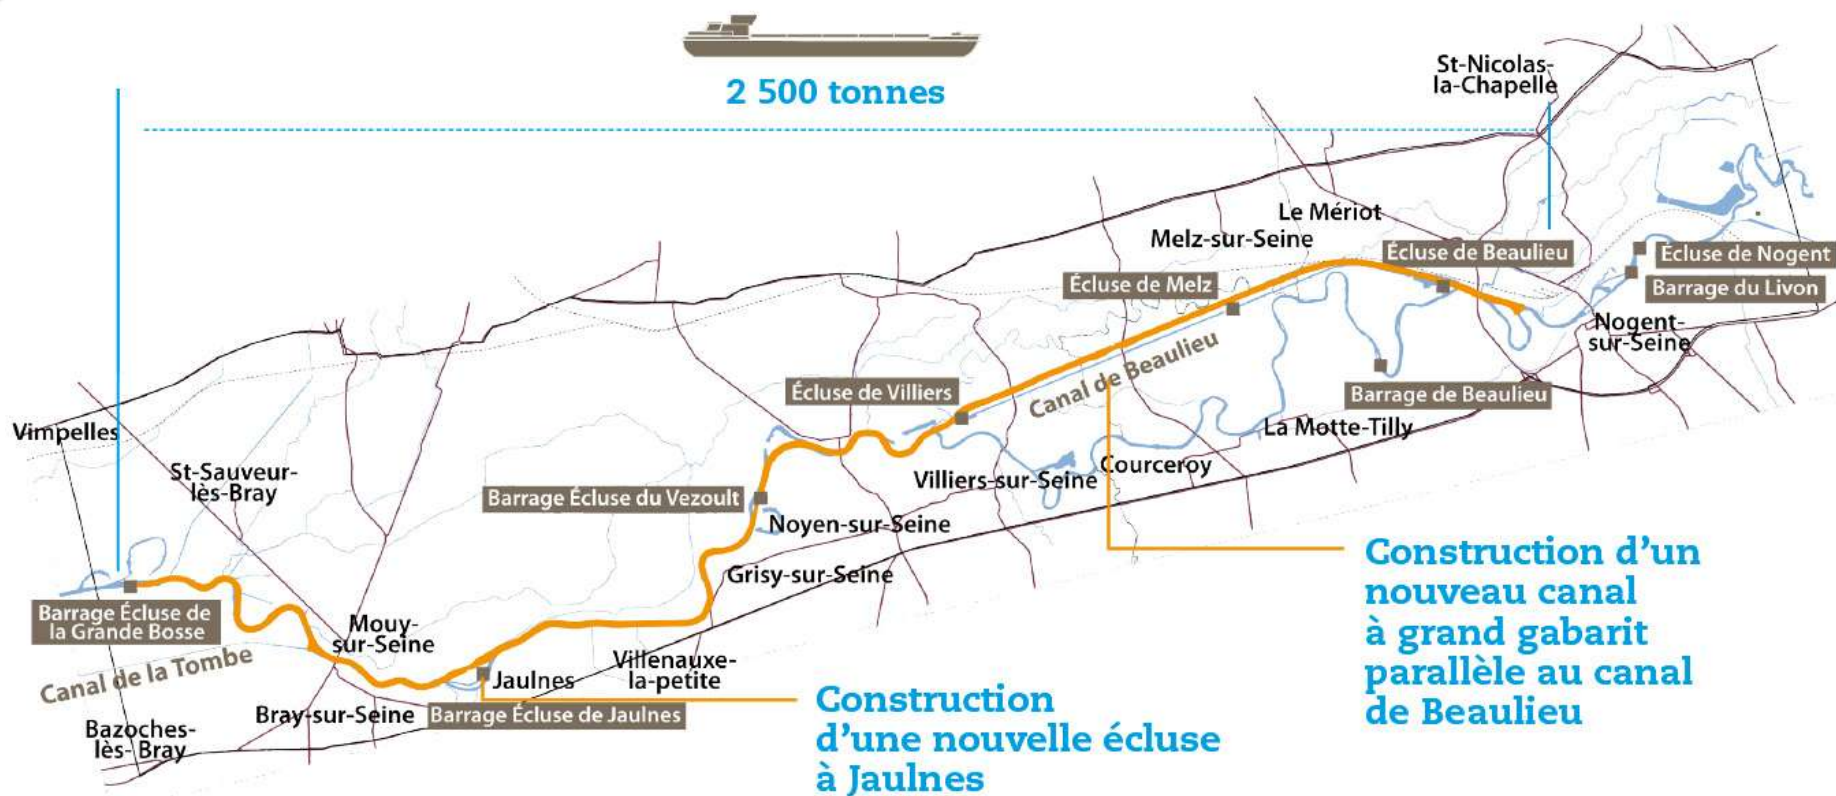 2 500 tonnes
St-Nicolas-
la-Chapelle
Le Mériot
Melz-sur-Seine
Écluse de Beaulieu
Écluse de Nogent
Écluse de Melz
Barrage du Livon
Nogent-
sur-Seine
Canal de Beaulieu
Écluse de Villiers
Barrage de Beaulieu
Vimpelles
La Motte-Tilly
St-Sauveur-
lès-Bray
Courceroy
Villiers-sur-Seine
Barrage Écluse du Vezoult
Noyen-sur-Seine
Grisy-sur-Seine
Construction d’un
nouveau canal
à grand gabarit
parallèle au canal
de Beaulieu
Barrage Écluse de
la Grande Bosse
Mouy-
sur-Seine
Canal de la Tombe
Villenauxe-
la-petite
Jaulnes
Bray-sur-Seine
Barrage Écluse de Jaulnes
Bazoches-
lès-Bray
Construction
d’une nouvelle écluse
à Jaulnes